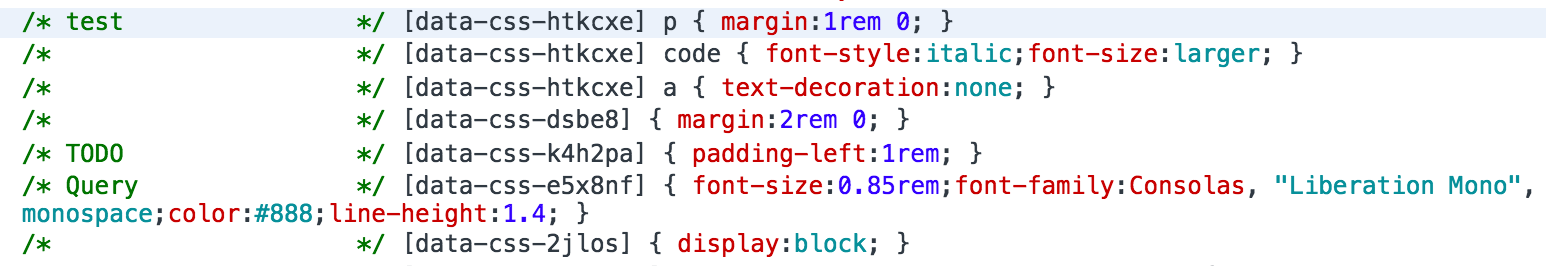 /* test                */ [data-css-htkcxe] p { margin:1rem 0; }
/*                     */ [data-css-htkcxe] code { font-style:italic;font-size:larger; }
/*                     */ [data-css-htkcxe] a { text-decoration:none; }
/*                     */ [data-css-dsbe8] { margin:2rem 0; }
/* TODO                */ [data-css-k4h2pa] { padding-left:1rem; }
/* Query               */ [data-css-e5x8nf] { font-size:0.85rem;font-family:Consolas, "Liberation Mono",
monospace;color:#888;line-height:1.4; }
/*                     */ [data-css-2jlos] { display:block; }